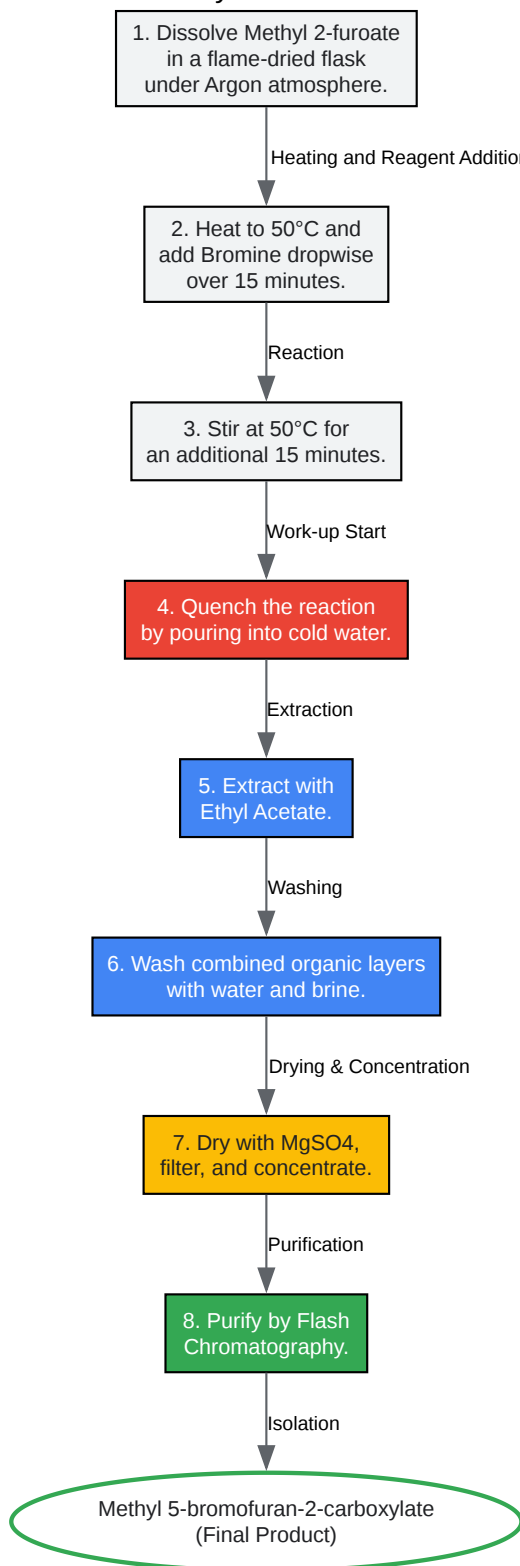 1. Dissolve Methyl 2-furoate
in a flame-dried flask
under Argon atmosphere.
Heating and Reagent Addition
2. Heat to 50°C and
add Bromine dropwise
over 15 minutes.
Reaction
3. Stir at 50°C for
an additional 15 minutes.
Work-up Start
4. Quench the reaction
by pouring into cold water.
Extraction
5. Extract with
Ethyl Acetate.
Washing
6. Wash combined organic layers
with water and brine.
Drying & Concentration
7. Dry with MgSO4,
filter, and concentrate.
Purification
8. Purify by Flash
Chromatography.
Isolation
Methyl 5-bromofuran-2-carboxylate
(Final Product)